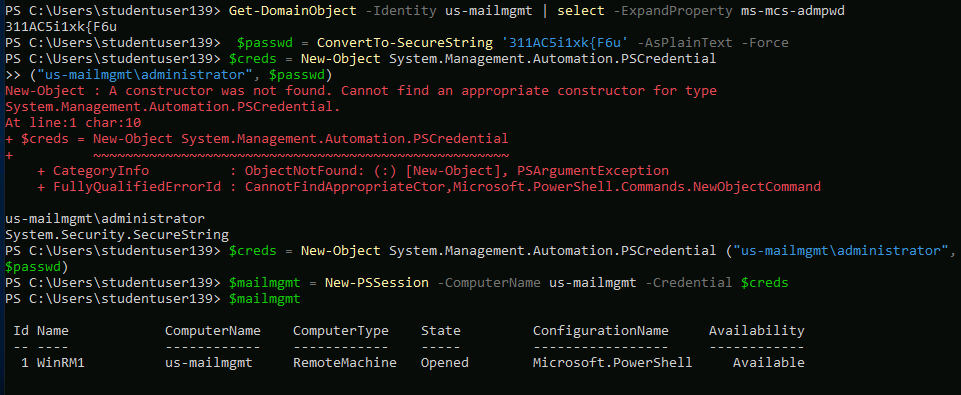 PS C:\Users\studentuser139> Get-DomainObject -Identity us-mailmgmt | select -ExpandProperty ms-mcs-admpwd
311AC5i1xk{F6u
PS C:\Users\studentuser139>  $passwd = ConvertTo-SecureString '311AC5i1xk{F6u' -AsPlainText -Force
PS C:\Users\studentuser139> $creds = New-Object System.Management.Automation.PSCredential
>> ("us-mailmgmt\administrator", $passwd)
New-Object : A constructor was not found. Cannot find an appropriate constructor for type
System.Management.Automation.PSCredential.
At line:1 char:10
+ $creds = New-Object System.Management.Automation.PSCredential
+          ~~~~~~~~~~~~~~~~~~~~~~~~~~~~~~~~~~~~~~~~~~~~~~~~~~~~
    + CategoryInfo          : ObjectNotFound: (:) [New-Object], PSArgumentException
    + FullyQualifiedErrorId : CannotFindAppropriateCtor,Microsoft.PowerShell.Commands.NewObjectCommand
us-mailmgmt\administrator
System.Security.SecureString
PS C:\Users\studentuser139> $creds = New-Object System.Management.Automation.PSCredential ("us-mailmgmt\administrator",
$passwd)
PS C:\Users\studentuser139> $mailmgmt = New-PSSession -ComputerName us-mailmgmt -Credential $creds
PS C:\Users\studentuser139> $mailmgmt
 Id Name            ComputerName    ComputerType    State         ConfigurationName     Availability
 -- ----            ------------    ------------    -----         -----------------     ------------
  1 WinRM1          us-mailmgmt     RemoteMachine   Opened        Microsoft.PowerShell     Available